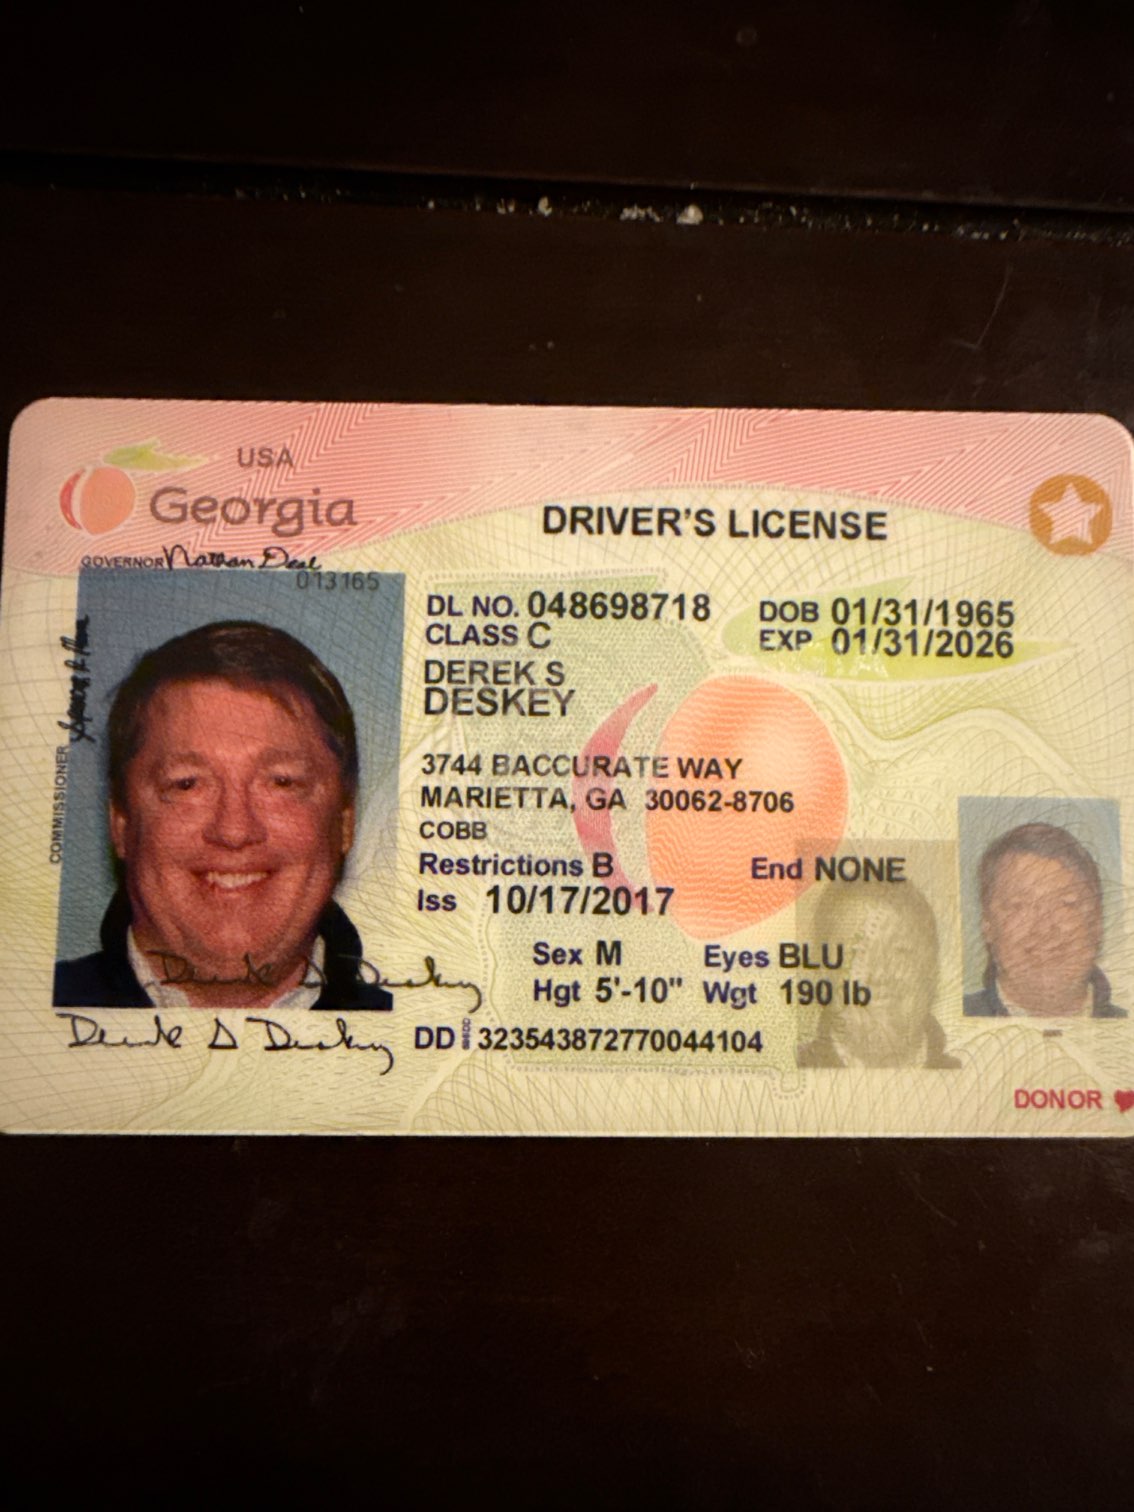 USA
Georgia
DRIVER'S LICENSE
GOVERNOR Nathan Deal
013165
COMMISSIONER
DL NO. 048698718
DOB 01/31/1965
CLASS C
EXP 01/31/2026
DEREK S
DESKEY
3744 BACCURATE WAY
MARIETTA, GA 30062-8706
COBB
Restrictions B
End NONE
Iss 10/17/2017
Sex M
Eyes BLU
Hgt 5'-10"
Wgt 190 lb
Derek S Deskey
Derek S Deskey
DD 323543872770044104
DONOR